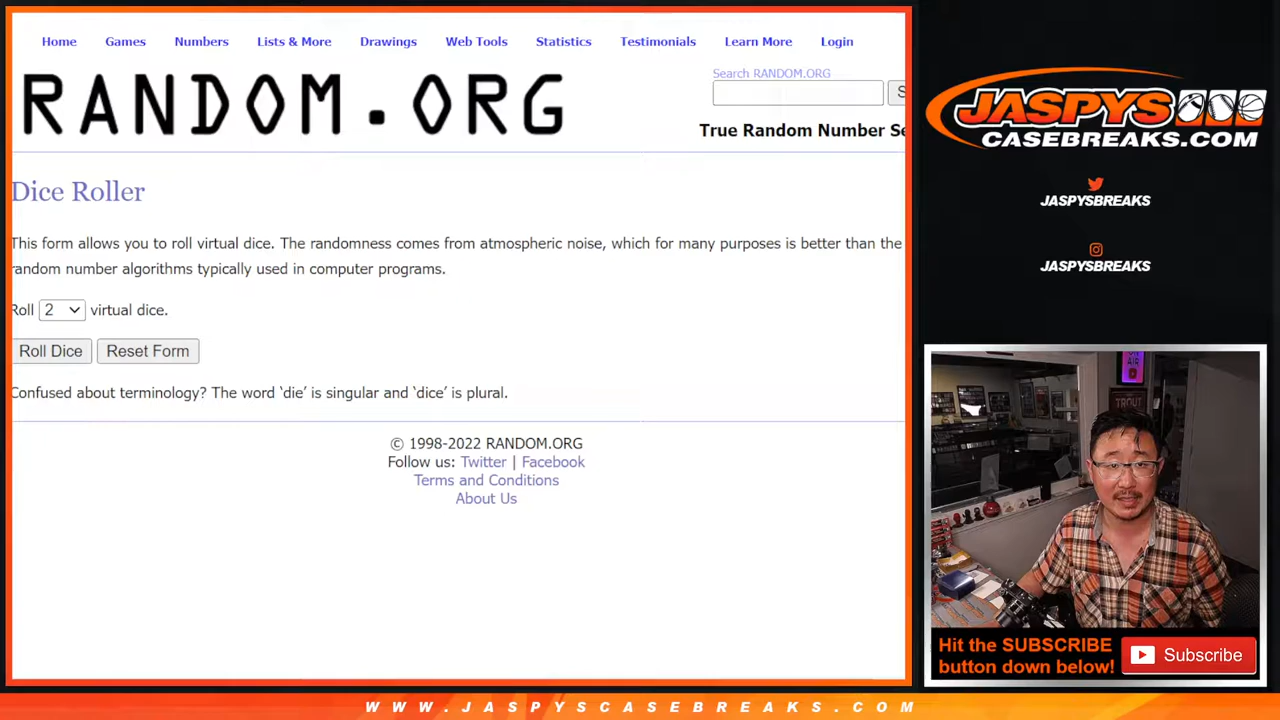 Home Games Numbers Lists & More Drawings Web Tools Statistics Testimonials Learn More Login
RANDOM.ORG
Search RANDOM.ORG
S
True Random Number Se
Dice Roller
This form allows you to roll virtual dice. The randomness comes from atmospheric noise, which for many purposes is better than the
random number algorithms typically used in computer programs.
Roll 2 virtual dice.
Roll Dice Reset Form
Confused about terminology? The word ‘die’ is singular and ‘dice’ is plural.
© 1998-2022 RANDOM.ORG
Follow us: Twitter | Facebook
Terms and Conditions
About Us
JASPYS
CASEBREAKS.COM
JASPYSBREAKS
JASPYSBREAKS
ON
AIR
TROUT
Hit the SUBSCRIBE
button down below!
Subscribe
WWW.JASPYSCASEBREAKS.COM